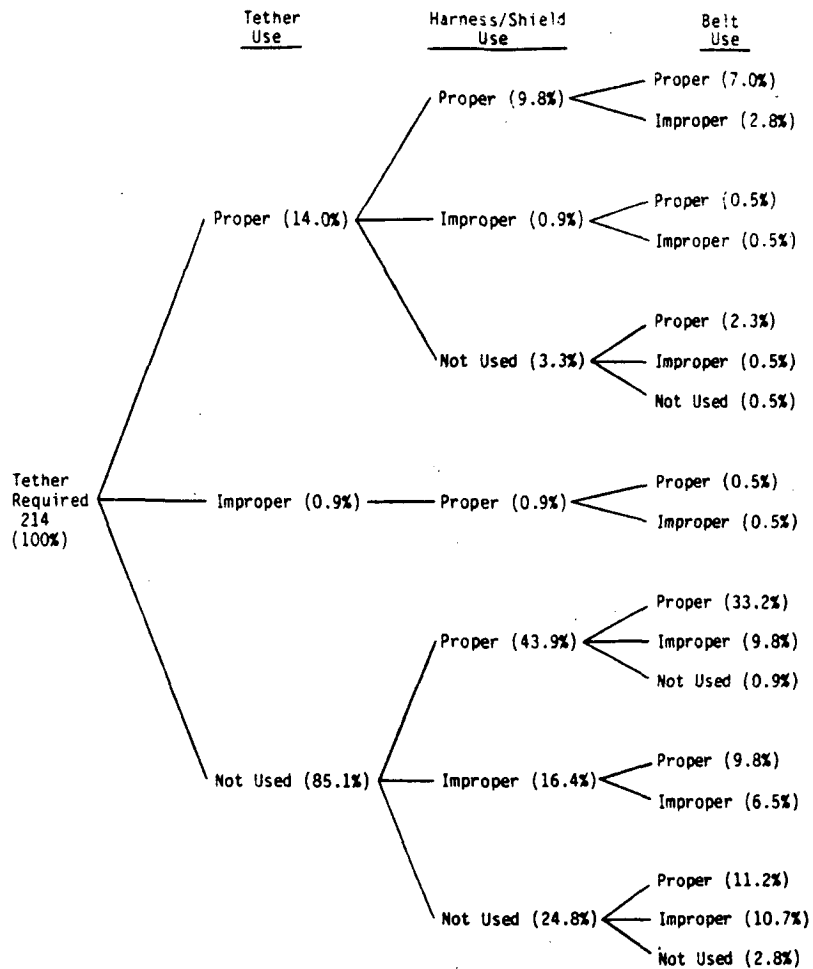 Tether Use
Harness/Shield Use
Belt Use
Proper (7.0%)
Proper (9.8%)
Improper (2.8%)
Proper (0.5%)
Proper (14.0%)
Improper (0.9%)
Improper (0.5%)
Proper (2.3%)
Not Used (3.3%)
Improper (0.5%)
Not Used (0.5%)
Tether
Required
214
(100%)
Improper (0.9%)
Proper (0.9%)
Proper (0.5%)
Improper (0.5%)
Proper (33.2%)
Proper (43.9%)
Improper (9.8%)
Not Used (0.9%)
Proper (9.8%)
Not Used (85.1%)
Improper (16.4%)
Improper (6.5%)
Proper (11.2%)
Not Used (24.8%)
Improper (10.7%)
Not Used (2.8%)